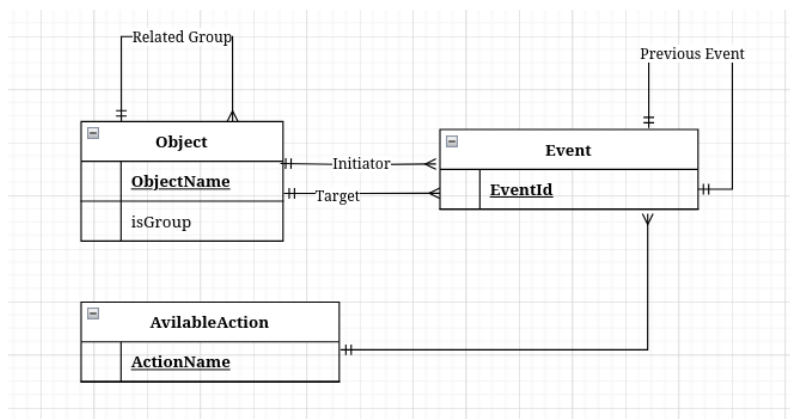 Related Group
Previous Event
Object
Event
Initiator
ObjectName
EventId
Target
isGroup
AvilableAction
ActionName